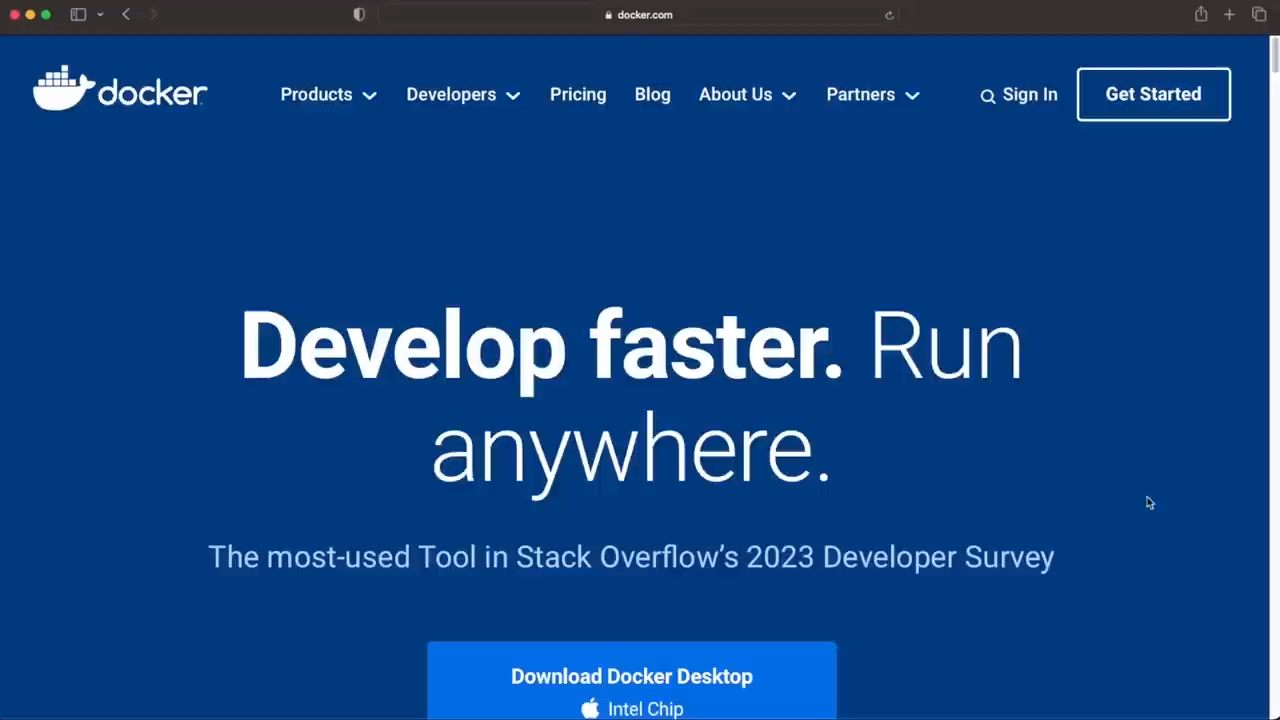 docker.com
docker
Products
Developers
Pricing
Blog
About Us
Partners
Sign In
Get Started
Develop faster. Run
anywhere.
The most-used Tool in Stack Overflow’s 2023 Developer Survey
Download Docker Desktop
Intel Chip